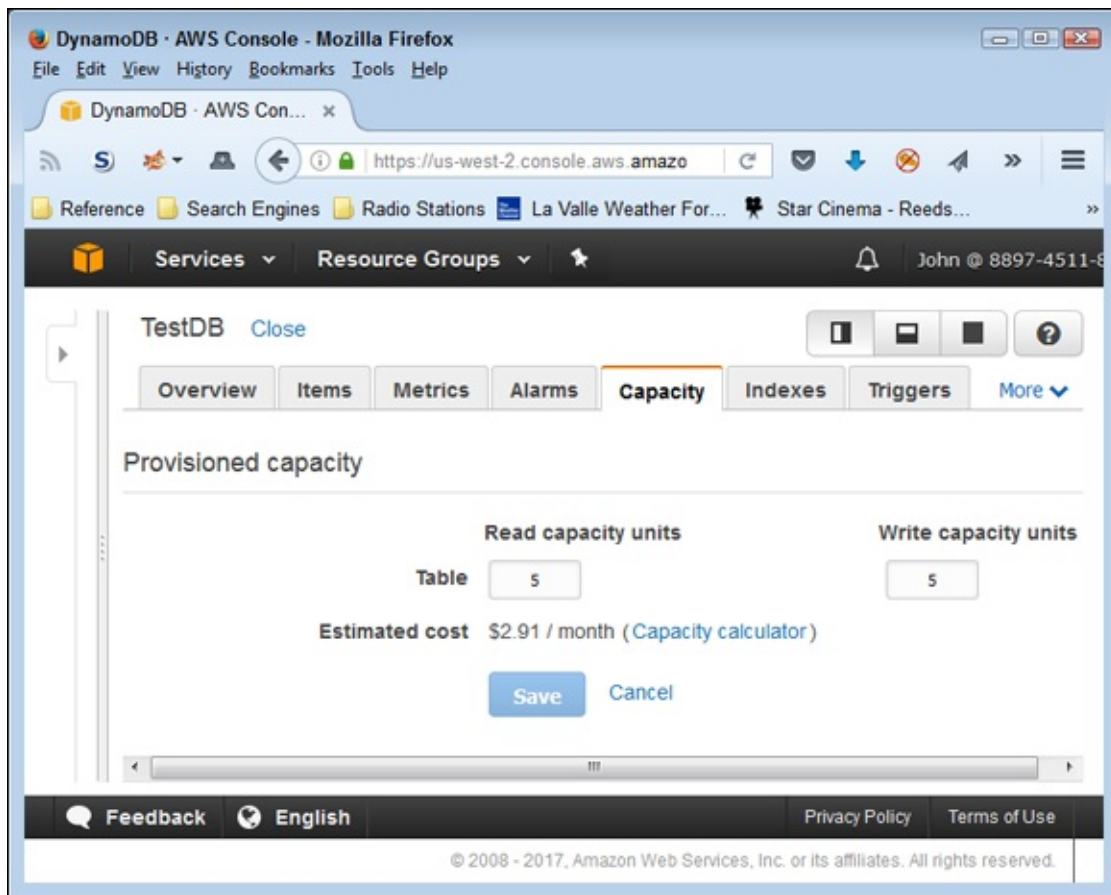 DynamoDB · AWS Console - Mozilla Firefox
File Edit View History Bookmarks Tools Help
DynamoDB · AWS Con... ×
S https://us-west-2.console.aws.amazo »
Reference Search Engines Radio Stations La Valle Weather For... Star Cinema - Reeds... »
Services Resource Groups John @ 8897-4511-8
TestDB Close ?
Overview Items Metrics Alarms Capacity Indexes Triggers More
Provisioned capacity
Read capacity units Write capacity units
Table 5 5
Estimated cost $2.91 / month (Capacity calculator)
Save Cancel
Feedback English Privacy Policy Terms of Use
© 2008 - 2017, Amazon Web Services, Inc. or its affiliates. All rights reserved.